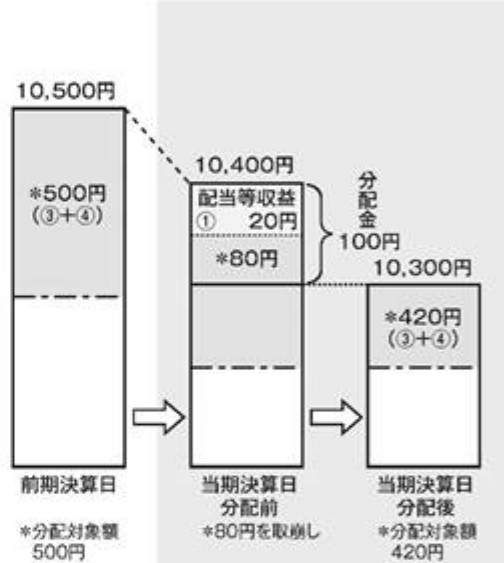 10,500円
*500円
(③+④)
前期決算日
*分配対象額
500円
10,400円
配当等収益
① 20円
*80円
分配金
100円
当期決算日
分配前
*80円を取崩し
10,300円
*420円
(③+④)
当期決算日
分配後
*分配対象額
420円